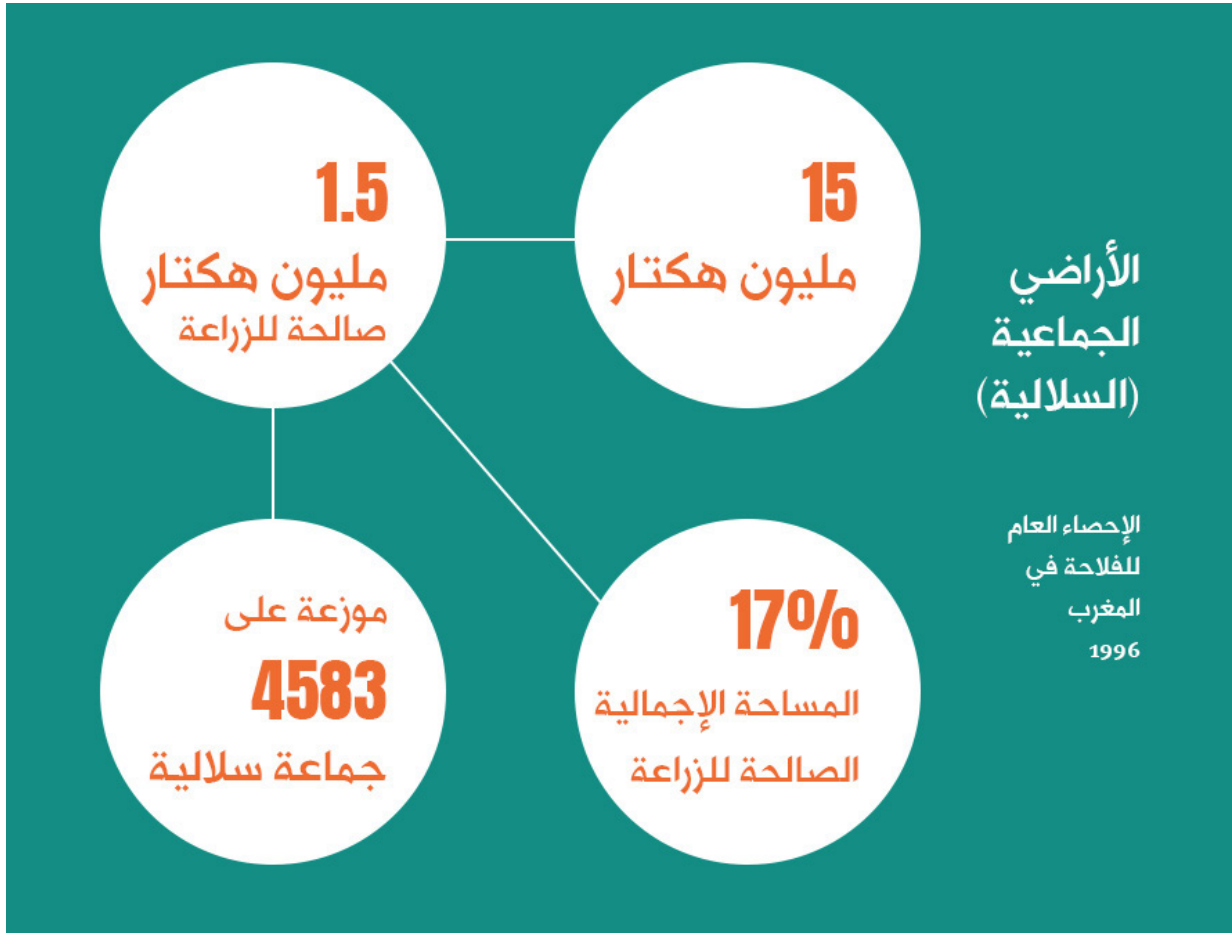 الأراضي
الجماعية
(السلالية)
الإحصاء العام
للفلاحة في
المغرب
1996
15
مليون هكتار
1.5
مليون هكتار
صالحة للزراعة
17%
المساحة الإجمالية
الصالحة للزراعة
موزعة على
4583
جماعة سلالية